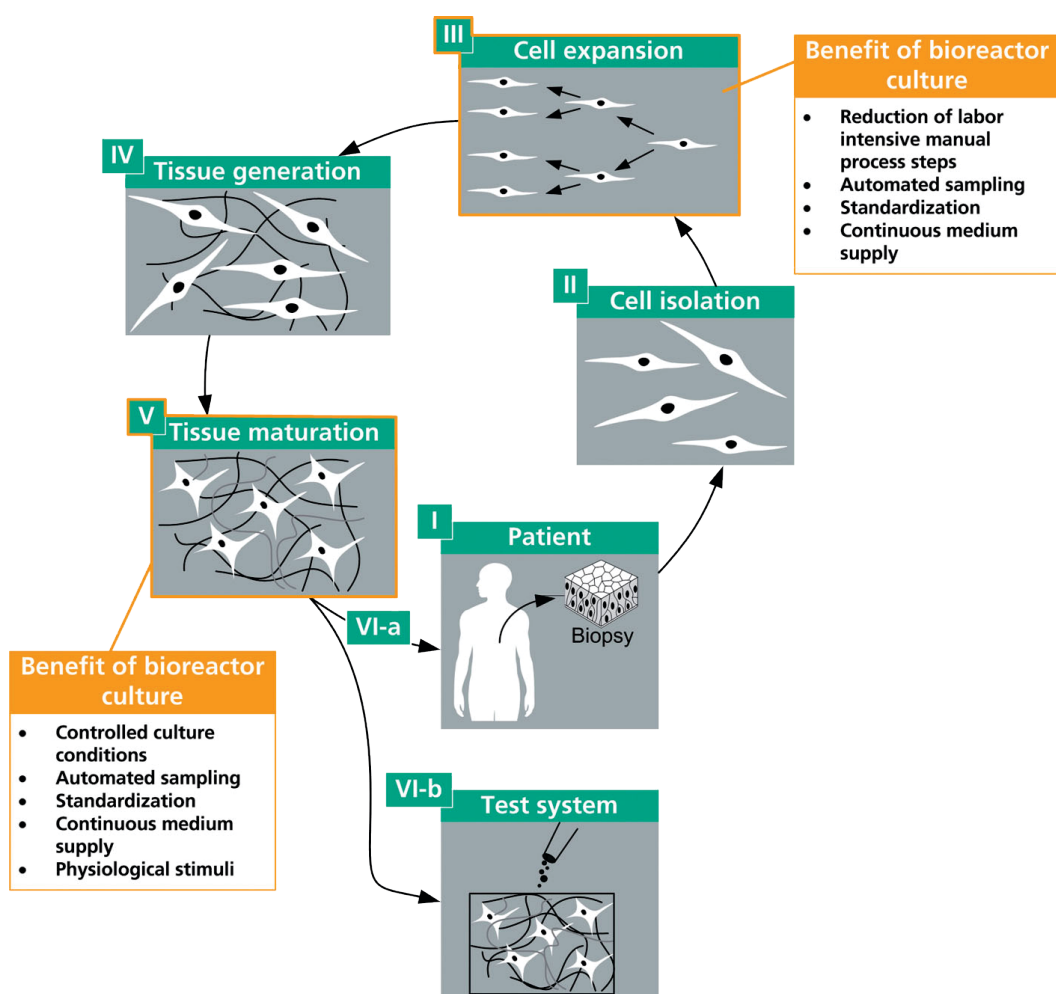 III
Cell expansion
Benefit of bioreactor
culture
• Reduction of labor
intensive manual
process steps
• Automated sampling
• Standardization
• Continuous medium
supply
IV
Tissue generation
II
Cell isolation
V
Tissue maturation
I
Patient
Biopsy
VI-a
Benefit of bioreactor
culture
• Controlled culture
conditions
• Automated sampling
• Standardization
• Continuous medium
supply
• Physiological stimuli
VI-b
Test system